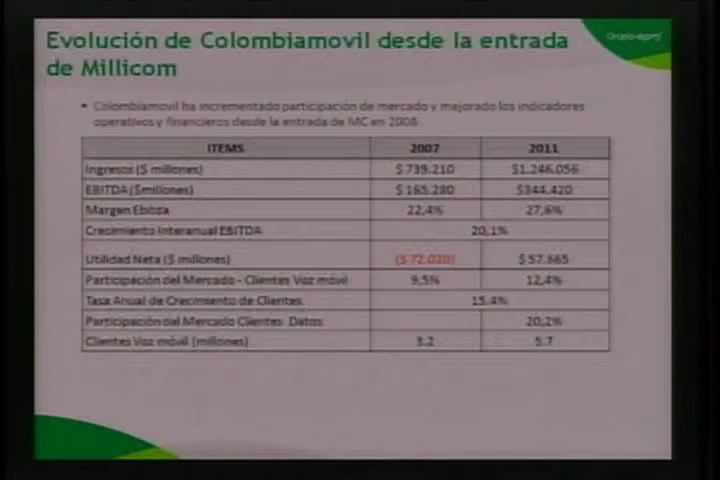 Evolución de Colombiamovil desde la entrada
de Millicom
Grupo·epm
• Colombiamovil ha incrementado participación de mercado y mejorado los indicadores
operativos y financieros desde la entrada de MC en 2006
ITEMS 2007 2011
Ingresos ($ millones) $ 739.210 $1.246.056
EBITDA ($millones) $ 165.280 $344.420
Margen Ebitda 22,4% 27,6%
Crecimiento Interanual EBITDA 20,1%
Utilidad Neta ($ millones) ($ 72.020) $ 57.665
Participación del Mercado - Clientes Voz móvil 9,5% 12,4%
Tasa Anual de Crecimiento de Clientes 15.4%
Participación del Mercado Clientes Datos 20,2%
Clientes Voz móvil (millones) 3.2 5.7